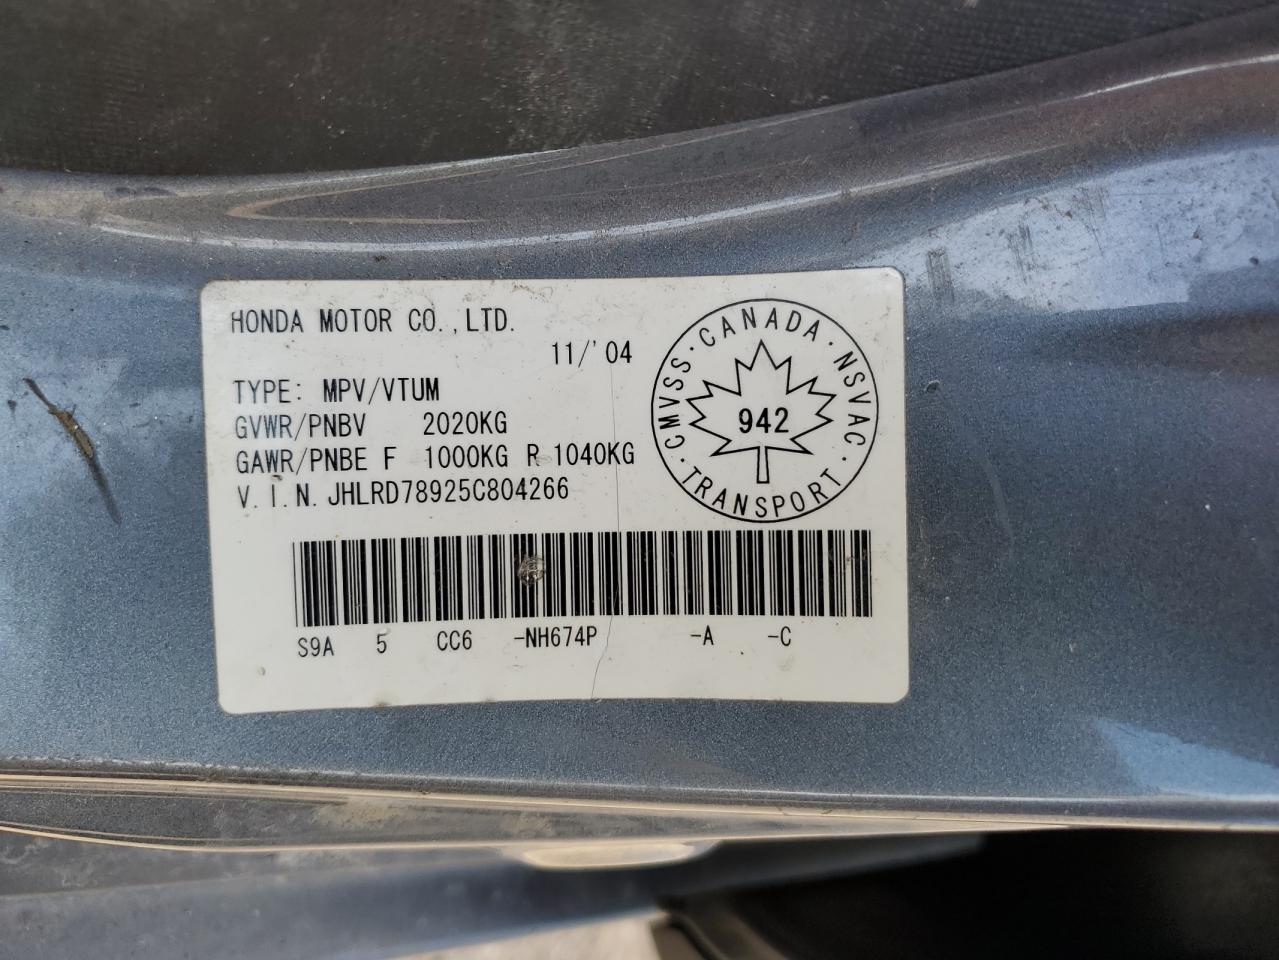 HONDA MOTOR CO.,LTD.
11/'04
TYPE: MPV/VTUM
GVWR/PNBV 2020KG
GAWR/PNBE F 1000KG R 1040KG
V.I.N. JHLRD78925C804266
CMVSS · CANADA · NSVAC · TRANSPORT ·
942
S9A 5 CC6 -NH674P -A -C